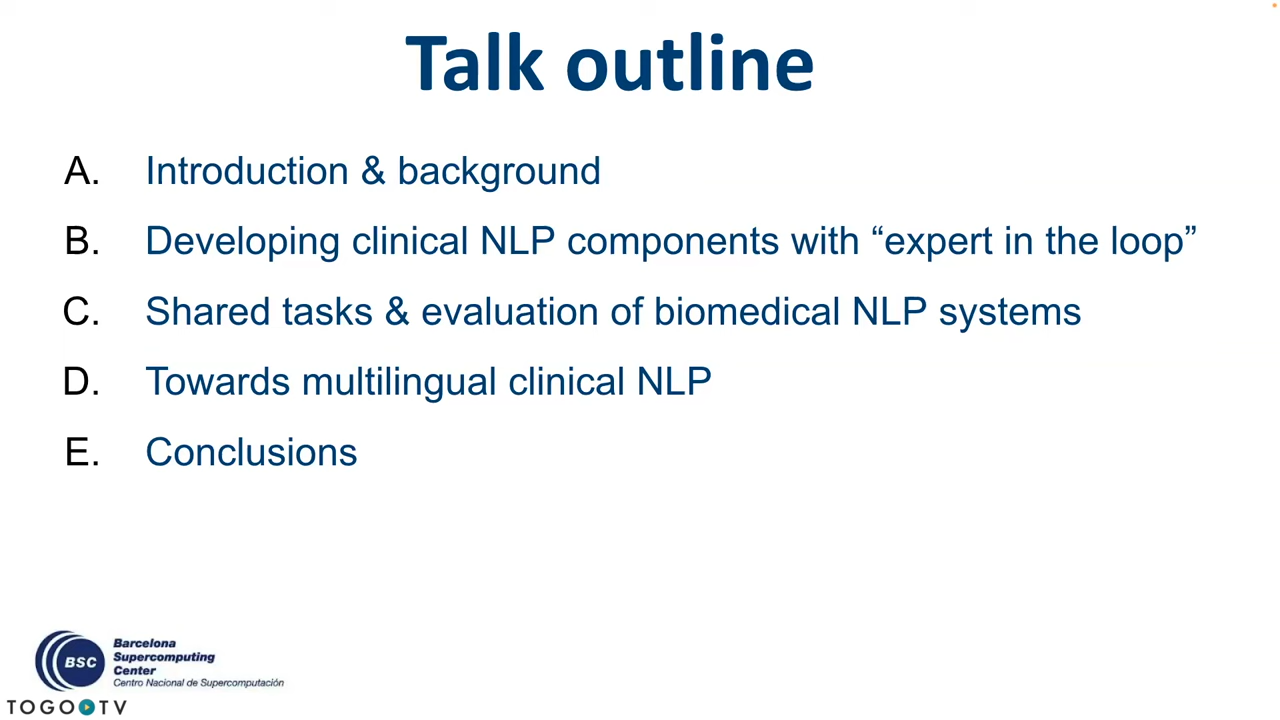 Talk outline
A. Introduction & background
B. Developing clinical NLP components with “expert in the loop”
C. Shared tasks & evaluation of biomedical NLP systems
D. Towards multilingual clinical NLP
E. Conclusions
BSC
Barcelona
Supercomputing
Center
Centro Nacional de Supercomputación
TOGO TV